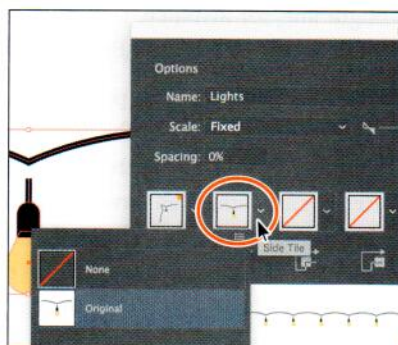 Options
Name: Lights
Scale: Fixed
Spacing: 0%
Side Tile
None
Original